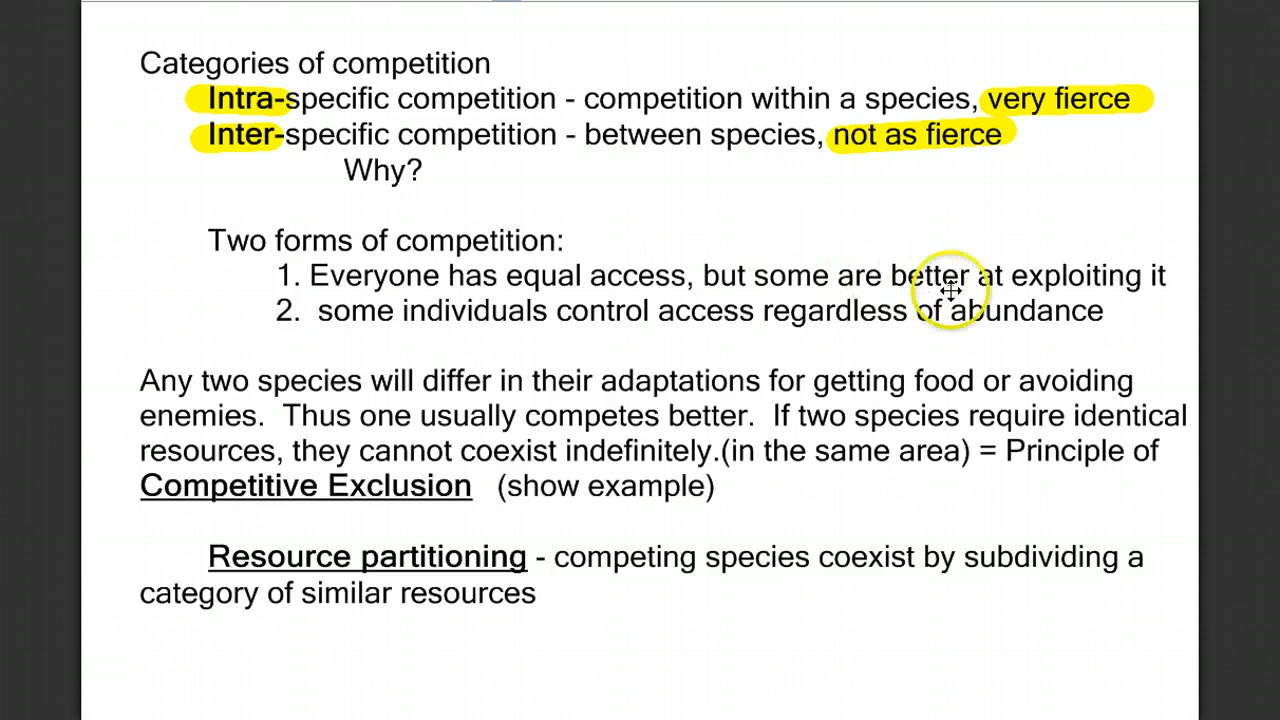 Categories of competition
Intra-specific competition - competition within a species, very fierce
Inter-specific competition - between species, not as fierce
Why?
Two forms of competition:
1. Everyone has equal access, but some are better at exploiting it
2.  some individuals control access regardless of abundance
Any two species will differ in their adaptations for getting food or avoiding
enemies.  Thus one usually competes better.  If two species require identical
resources, they cannot coexist indefinitely.(in the same area) = Principle of
Competitive Exclusion   (show example)
Resource partitioning - competing species coexist by subdividing a
category of similar resources